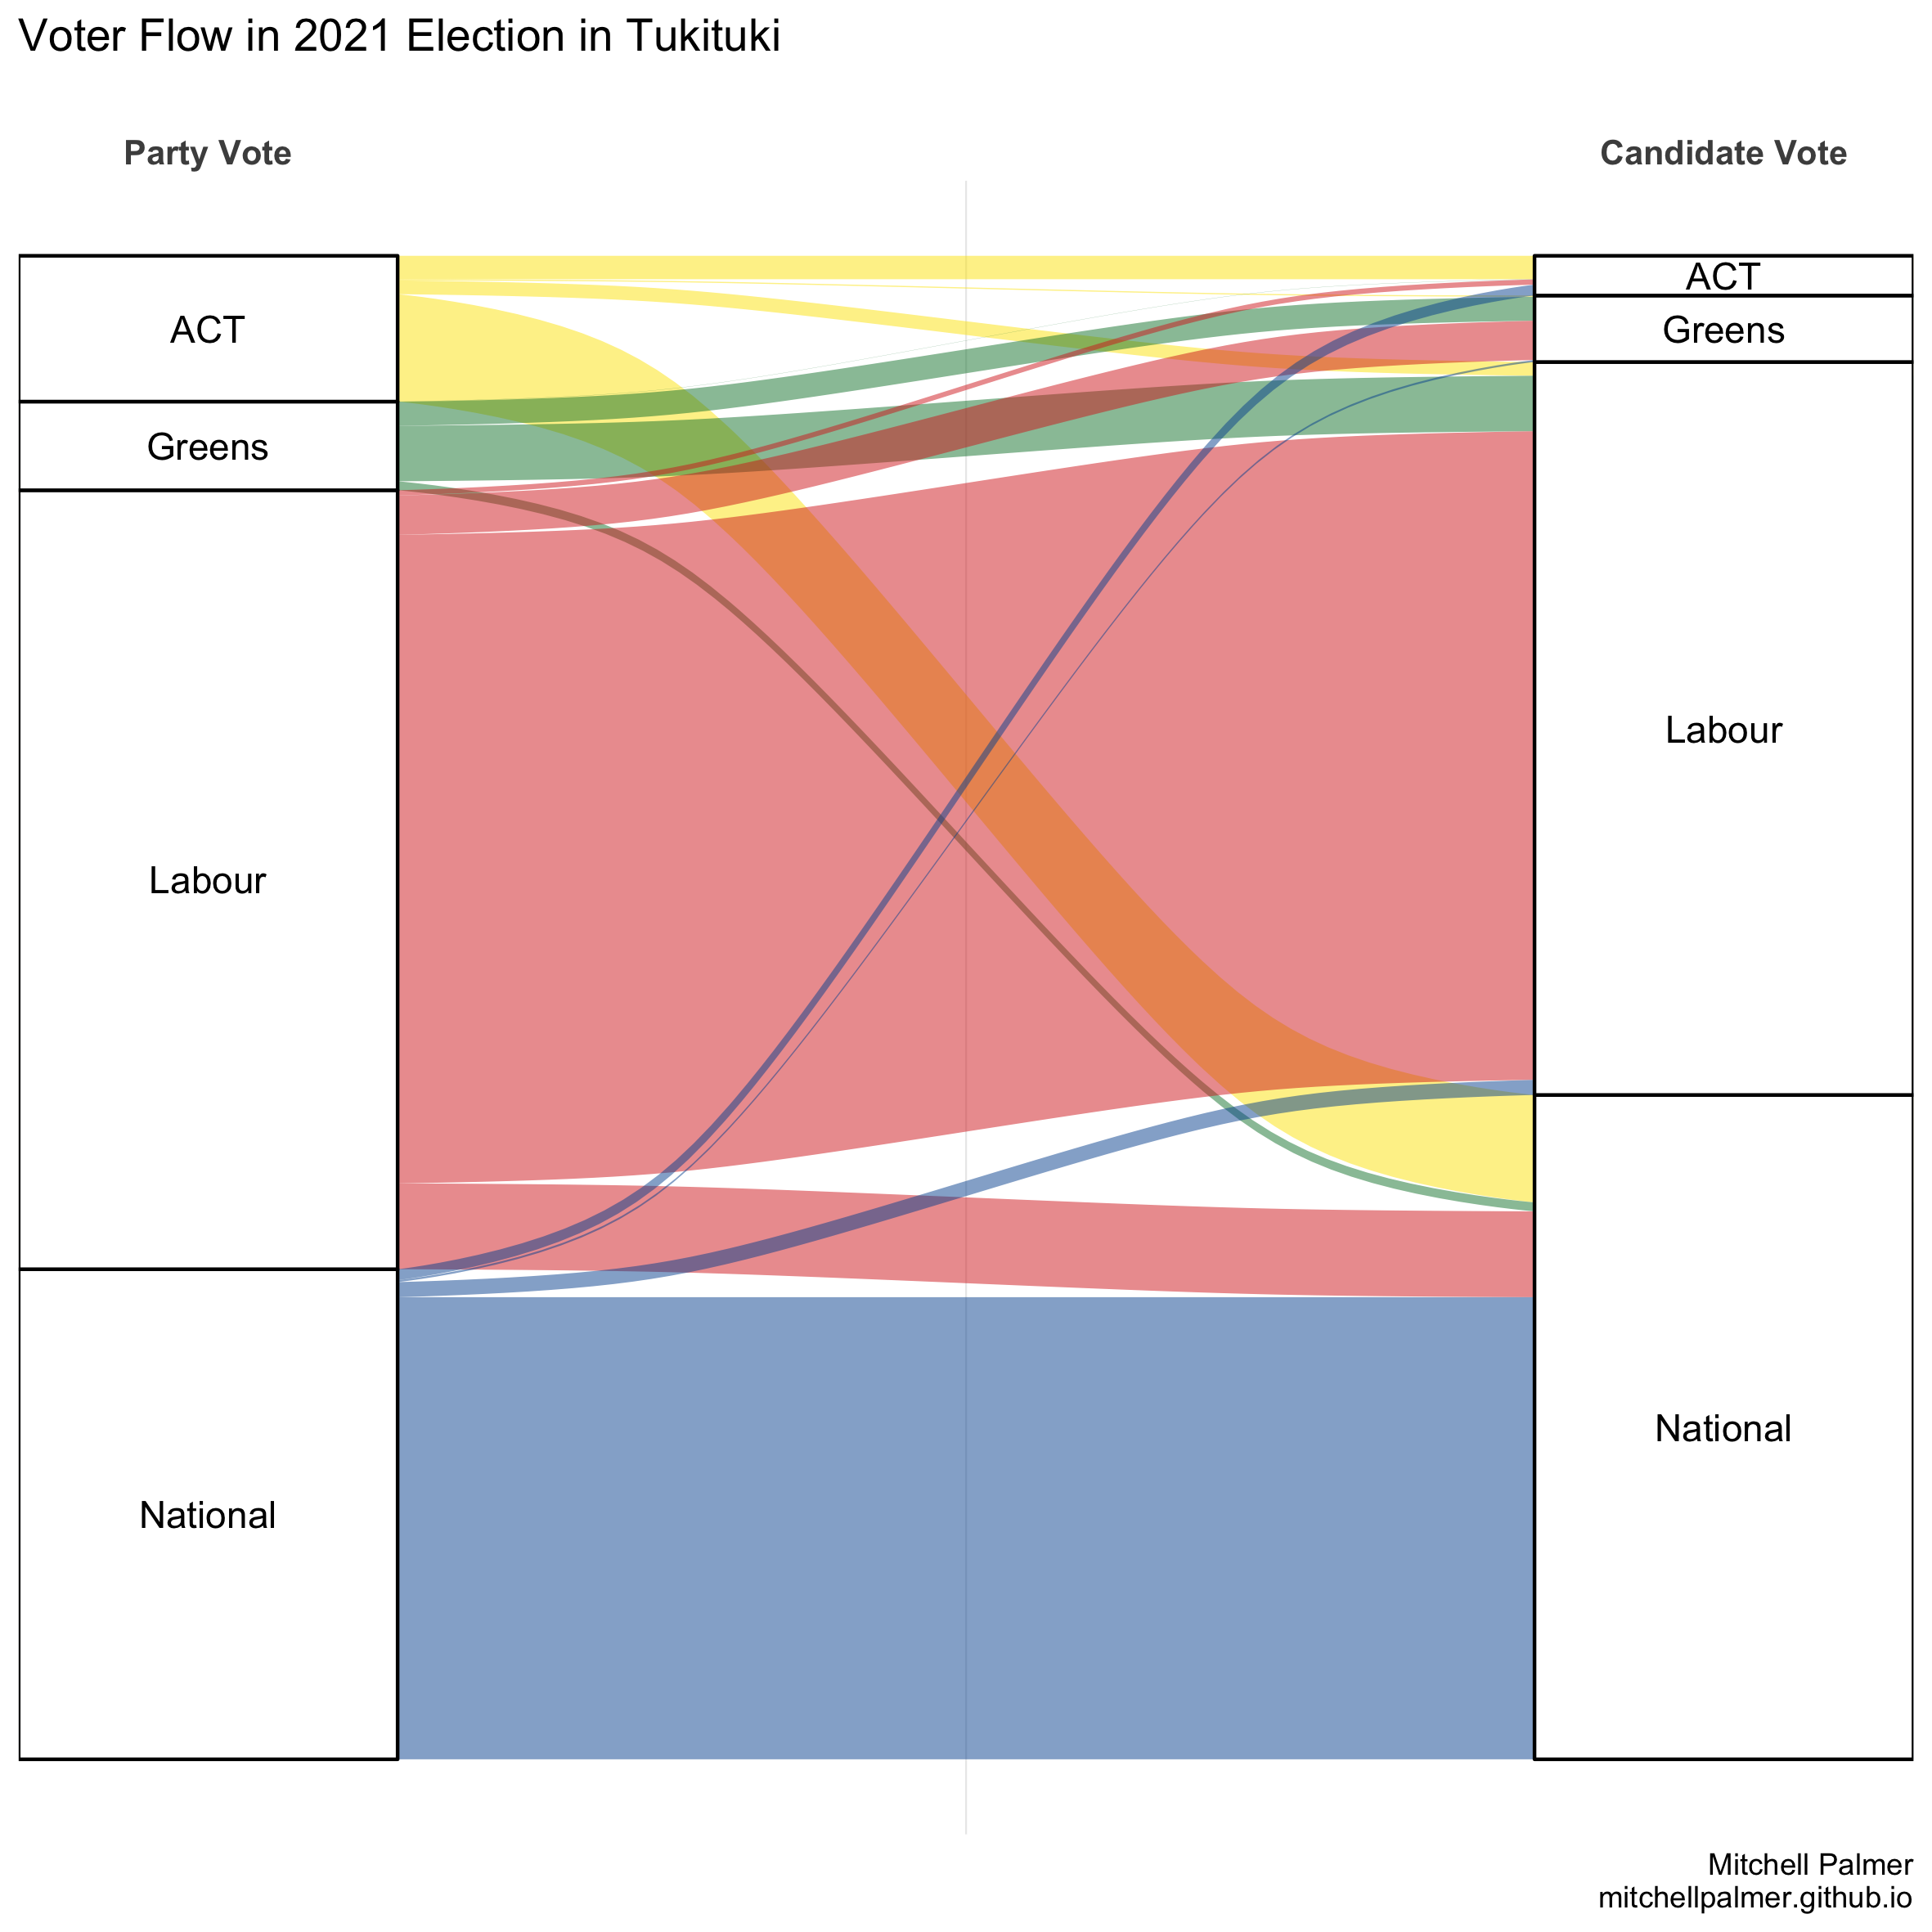 Voter Flow in 2021 Election in Tukituki
Party Vote
Candidate Vote
ACT
Greens
Labour
National
ACT
Greens
Labour
National
Mitchell Palmer
mitchellpalmer.github.io